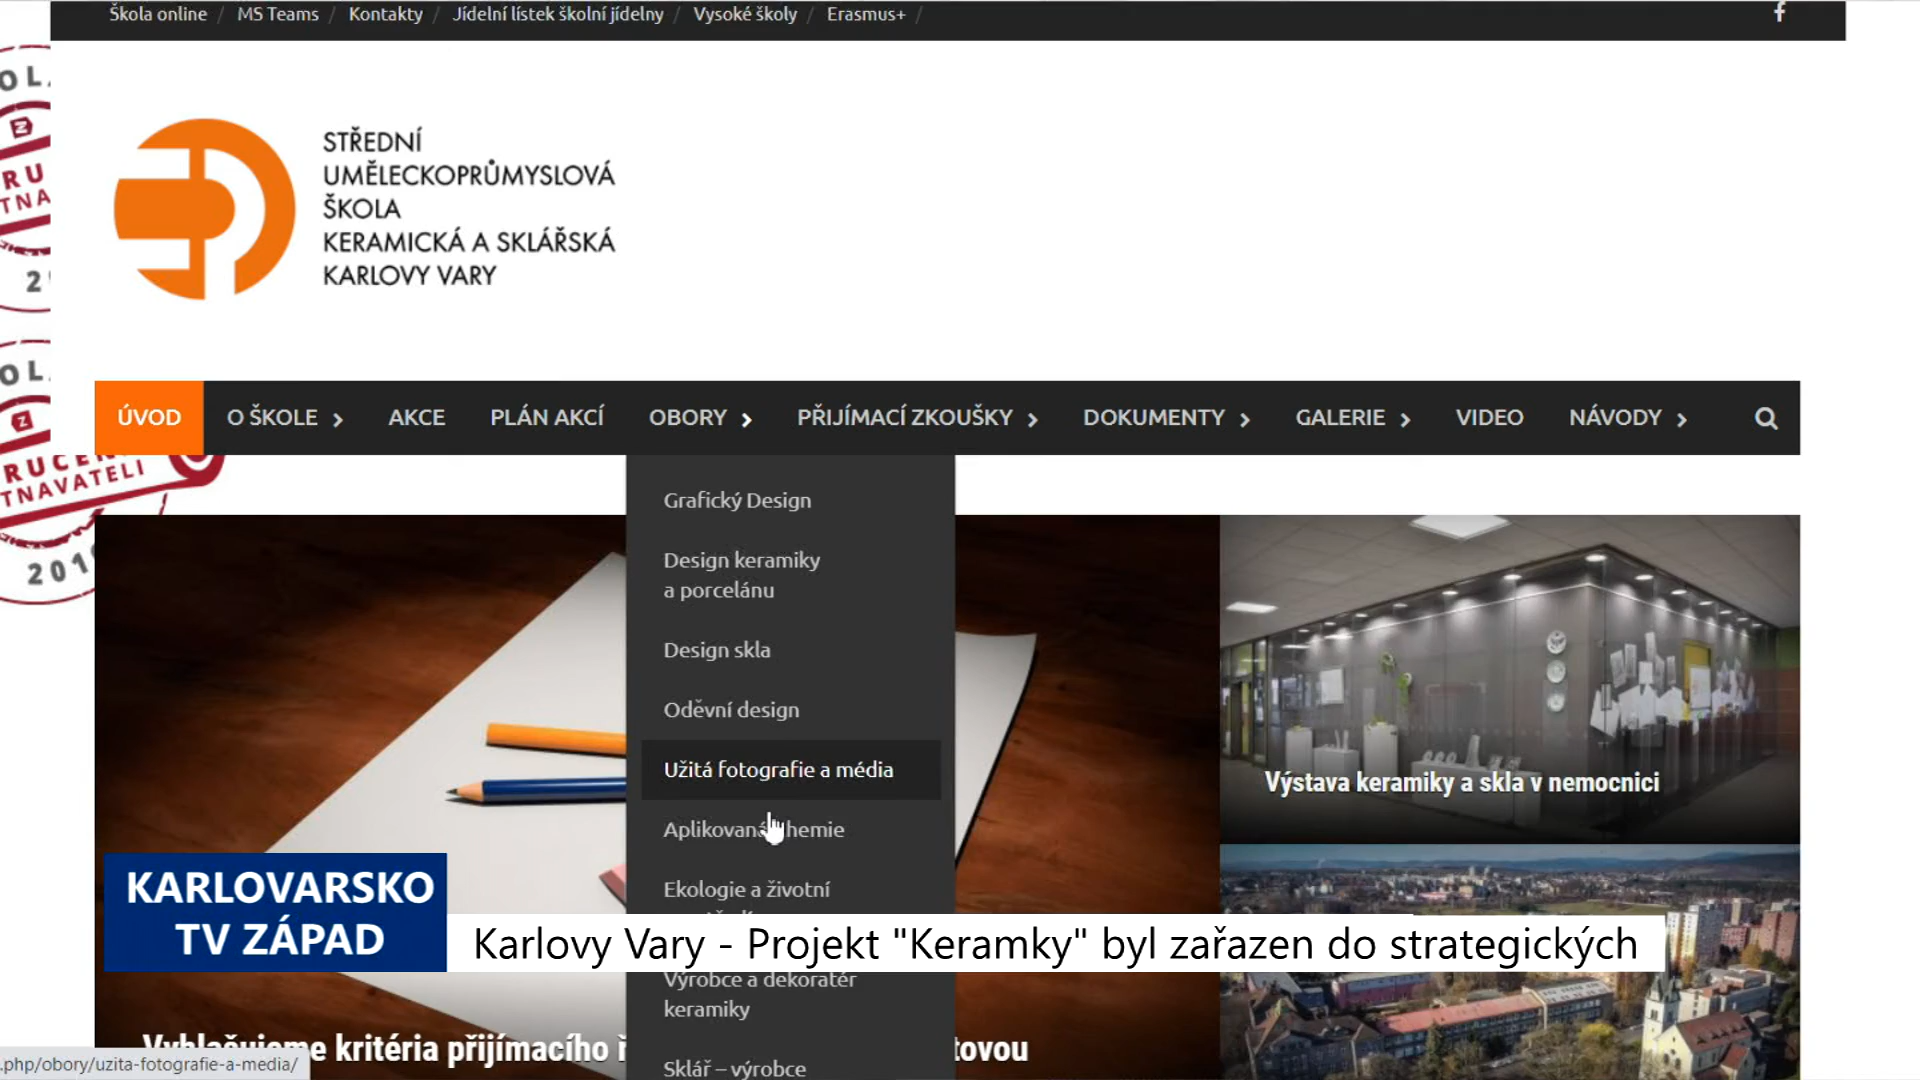 Škola online / MS Teams / Kontakty / Jídelní lístek školní jídelny / Vysoké školy / Erasmus+ /
STŘEDNÍ
UMĚLECKOPRŮMYSLOVÁ
ŠKOLA
KERAMICKÁ A SKLÁŘSKÁ
KARLOVY VARY
ÚVOD O ŠKOLE AKCE PLÁN AKCÍ OBORY PŘIJÍMACÍ ZKOUŠKY DOKUMENTY GALERIE VIDEO NÁVODY
Grafický Design
Design keramiky
a porcelánu
Design skla
Oděvní design
Užitá fotografie a média
Aplikovaná chemie
Ekologie a životní
Výrobce a dekoratér
keramiky
Sklář – výrobce
Výstava keramiky a skla v nemocnici
KARLOVARSKO
TV ZÁPAD
Karlovy Vary - Projekt "Keramky" byl zařazen do strategických
Vyhlašujeme kritéria přijímacího
.php/obory/uzita-fotografie-a-media/